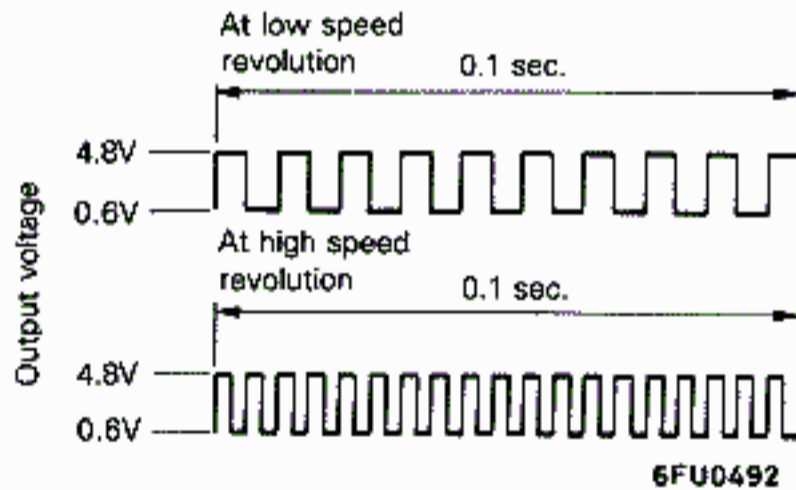 At low speed
revolution
0.1 sec.
4.8V
0.6V
Output voltage
At high speed
revolution
0.1 sec.
4.8V
0.6V
6FU0492